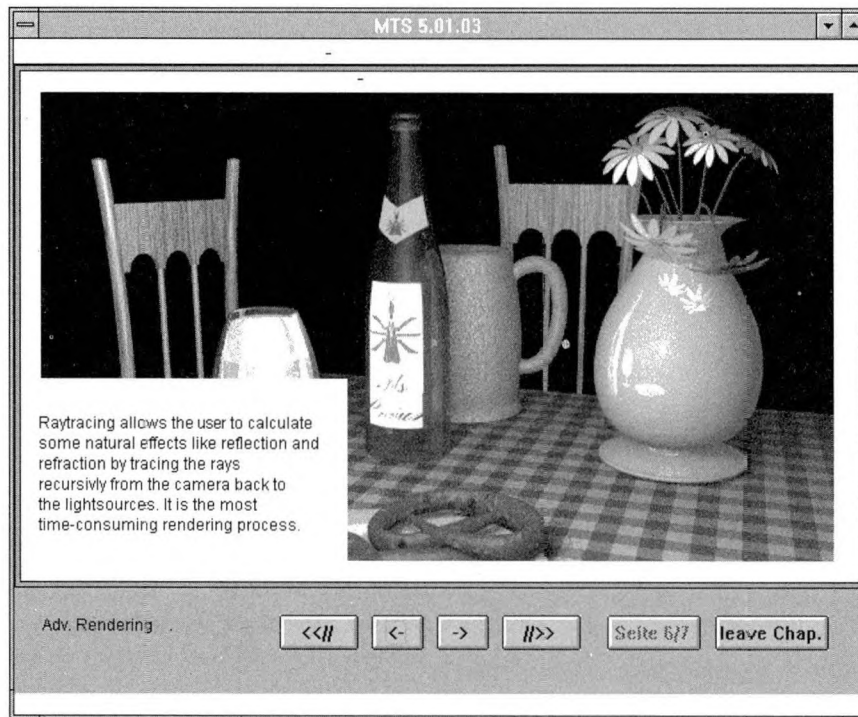 MTS 5.01.03
Raytracing allows the user to calculate
some natural effects like reflection and
refraction by tracing the rays
recursivly from the camera back to
the lightsources. It is the most
time-consuming rendering process.
Adv. Rendering
<<// <- -> //>> Seite 6/7 leave Chap.